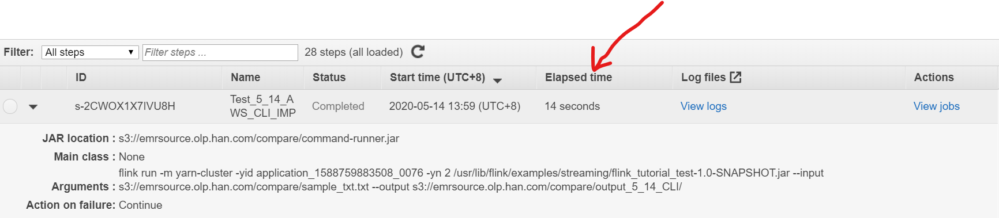 Filter: All steps Filter steps ... 28 steps (all loaded)
ID Name Status Start time (UTC+8) Elapsed time Log files Actions
s-2CWOX1X7IVU8H Test_5_14_A Completed 2020-05-14 13:59 (UTC+8) 14 seconds View logs View jobs
WS_CLI_IMP
JAR location : s3://emrsource.olp.han.com/compare/command-runner.jar
Main class : None
flink run -m yarn-cluster -yid application_1588759883508_0076 -yn 2 /usr/lib/flink/examples/streaming/flink_tutorial_test-1.0-SNAPSHOT.jar --input
Arguments : s3://emrsource.olp.han.com/compare/sample_txt.txt --output s3://emrsource.olp.han.com/compare/output_5_14_CLI/
Action on failure: Continue